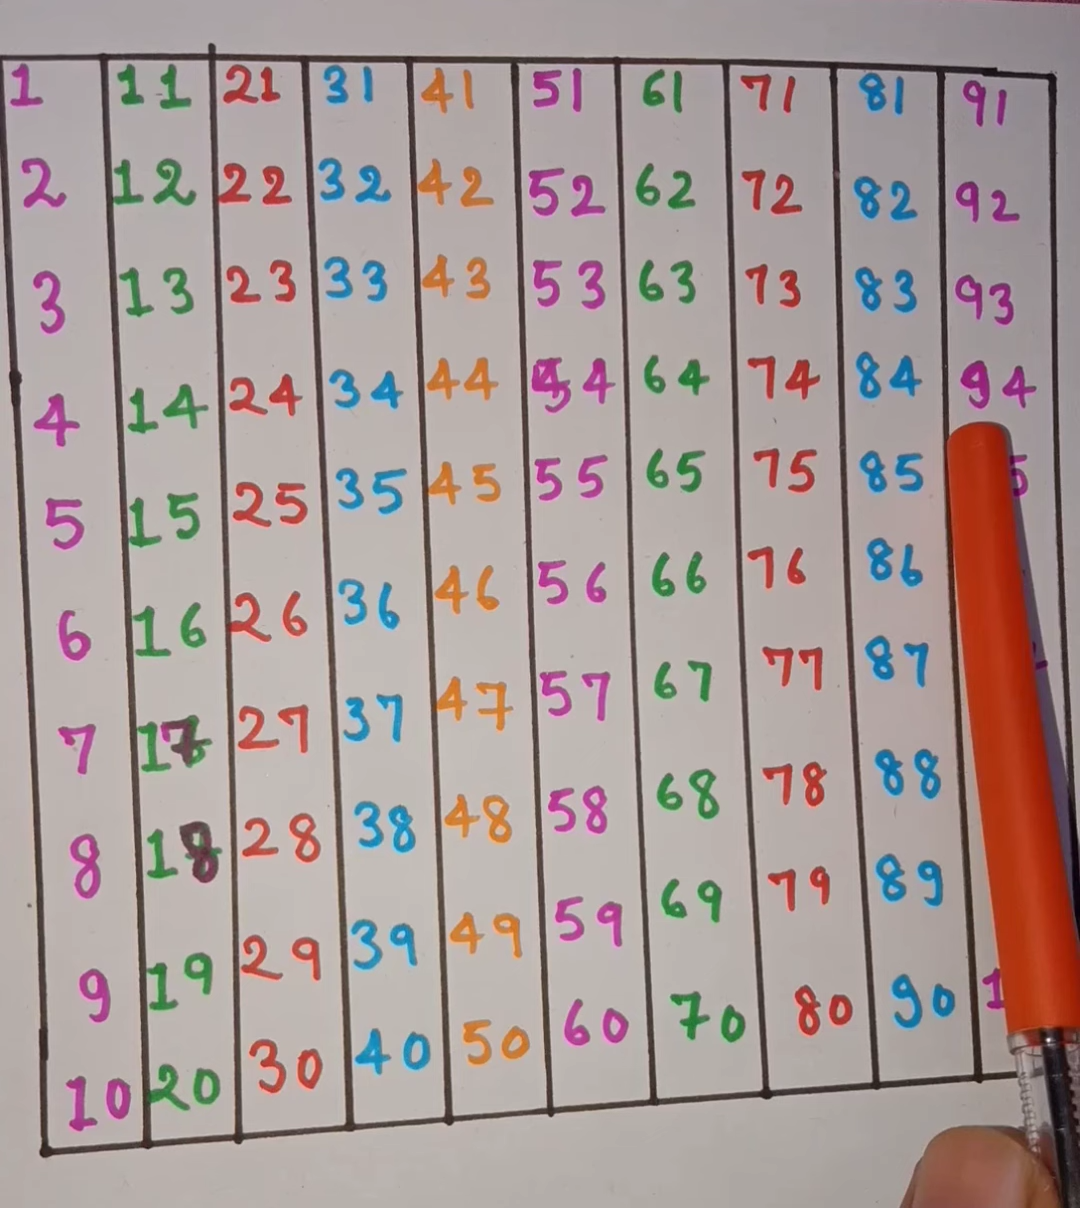 1 11 21 31 41 51 61 71 81 91
2 12 22 32 42 52 62 72 82 92
3 13 23 33 43 53 63 73 83 93
4 14 24 34 44 54 64 74 84 94
5 15 25 35 45 55 65 75 85
6 16 26 36 46 56 66 76 86
7 17 27 37 47 57 67 77 87
8 18 28 38 48 58 68 78 88
9 19 29 39 49 59 69 79 89
10 20 30 40 50 60 70 80 90